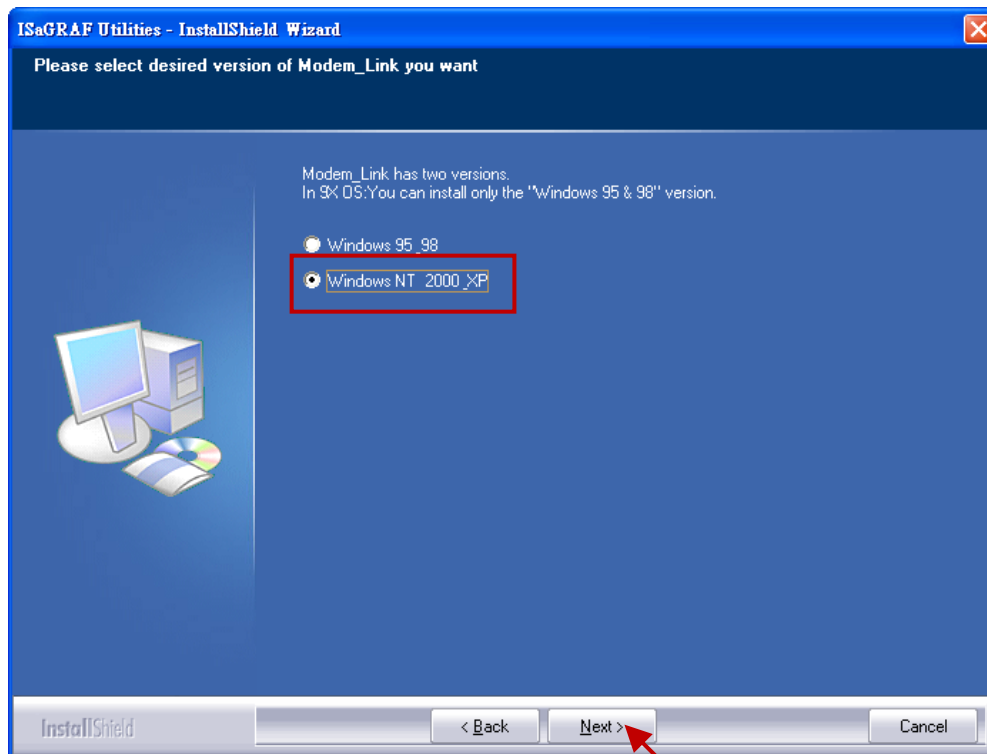 ISaGRAF Utilities - InstallShield Wizard
Please select desired version of Modem_Link you want
Modem_Link has two versions.
In 9X OS:You can install only the "Windows 95 & 98" version.
Windows 95_98
Windows NT_2000_XP
InstallShield
< Back
Next >
Cancel